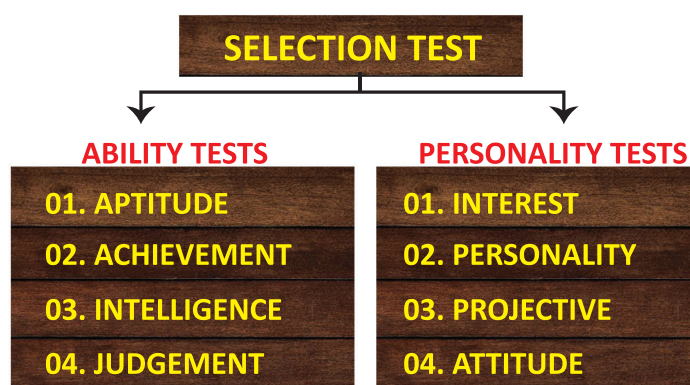 SELECTION TEST
ABILITY TESTS
01. APTITUDE
02. ACHIEVEMENT
03. INTELLIGENCE
04. JUDGEMENT
PERSONALITY TESTS
01. INTEREST
02. PERSONALITY
03. PROJECTIVE
04. ATTITUDE